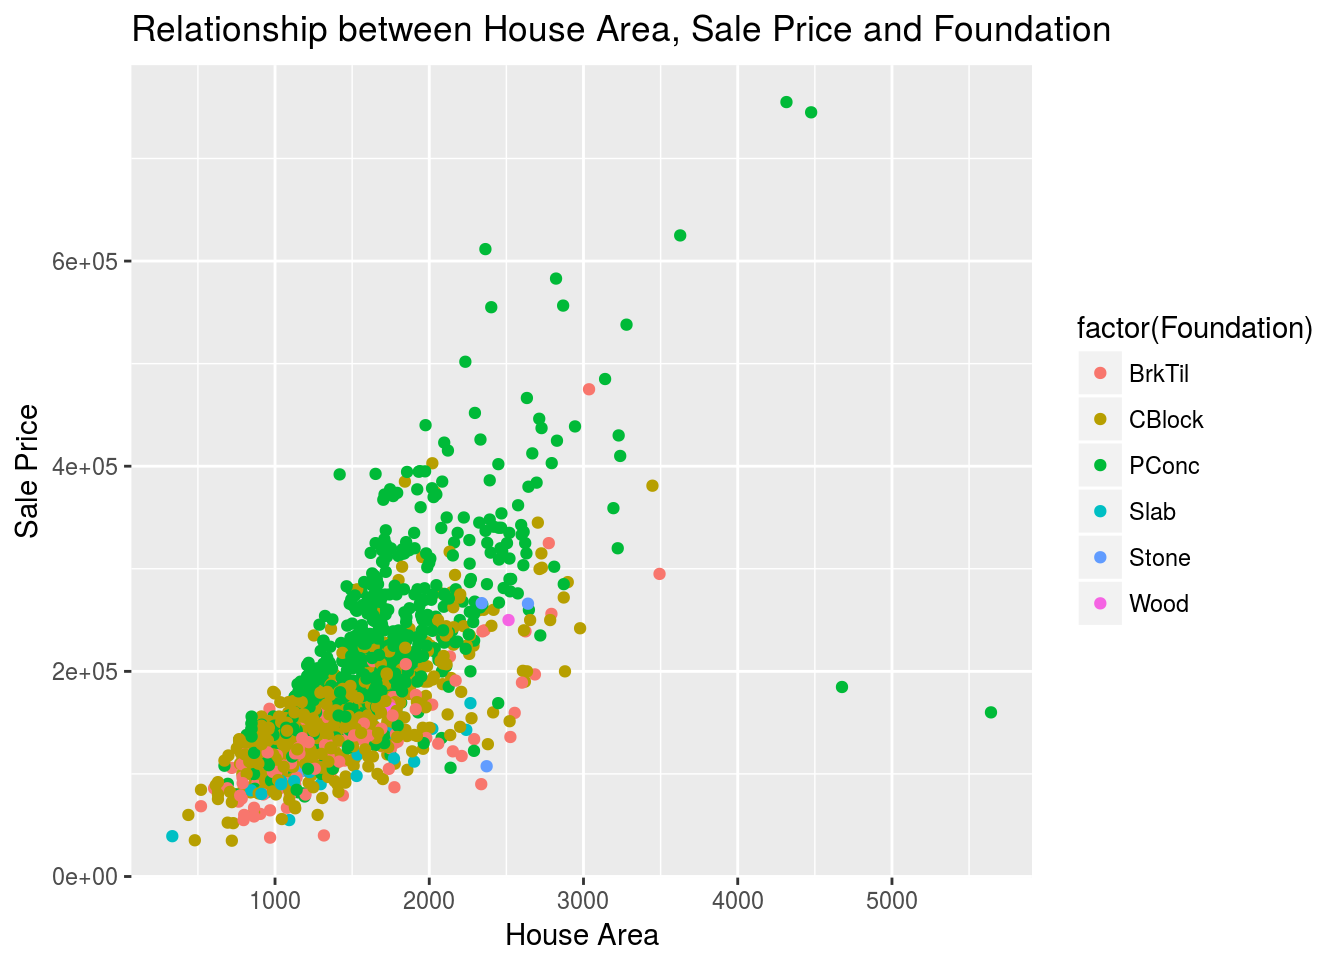 Relationship between House Area, Sale Price and Foundation
Sale Price
6e+05
4e+05
2e+05
0e+00
1000 2000 3000 4000 5000
House Area
factor(Foundation)
BrkTil
CBlock
PConc
Slab
Stone
Wood